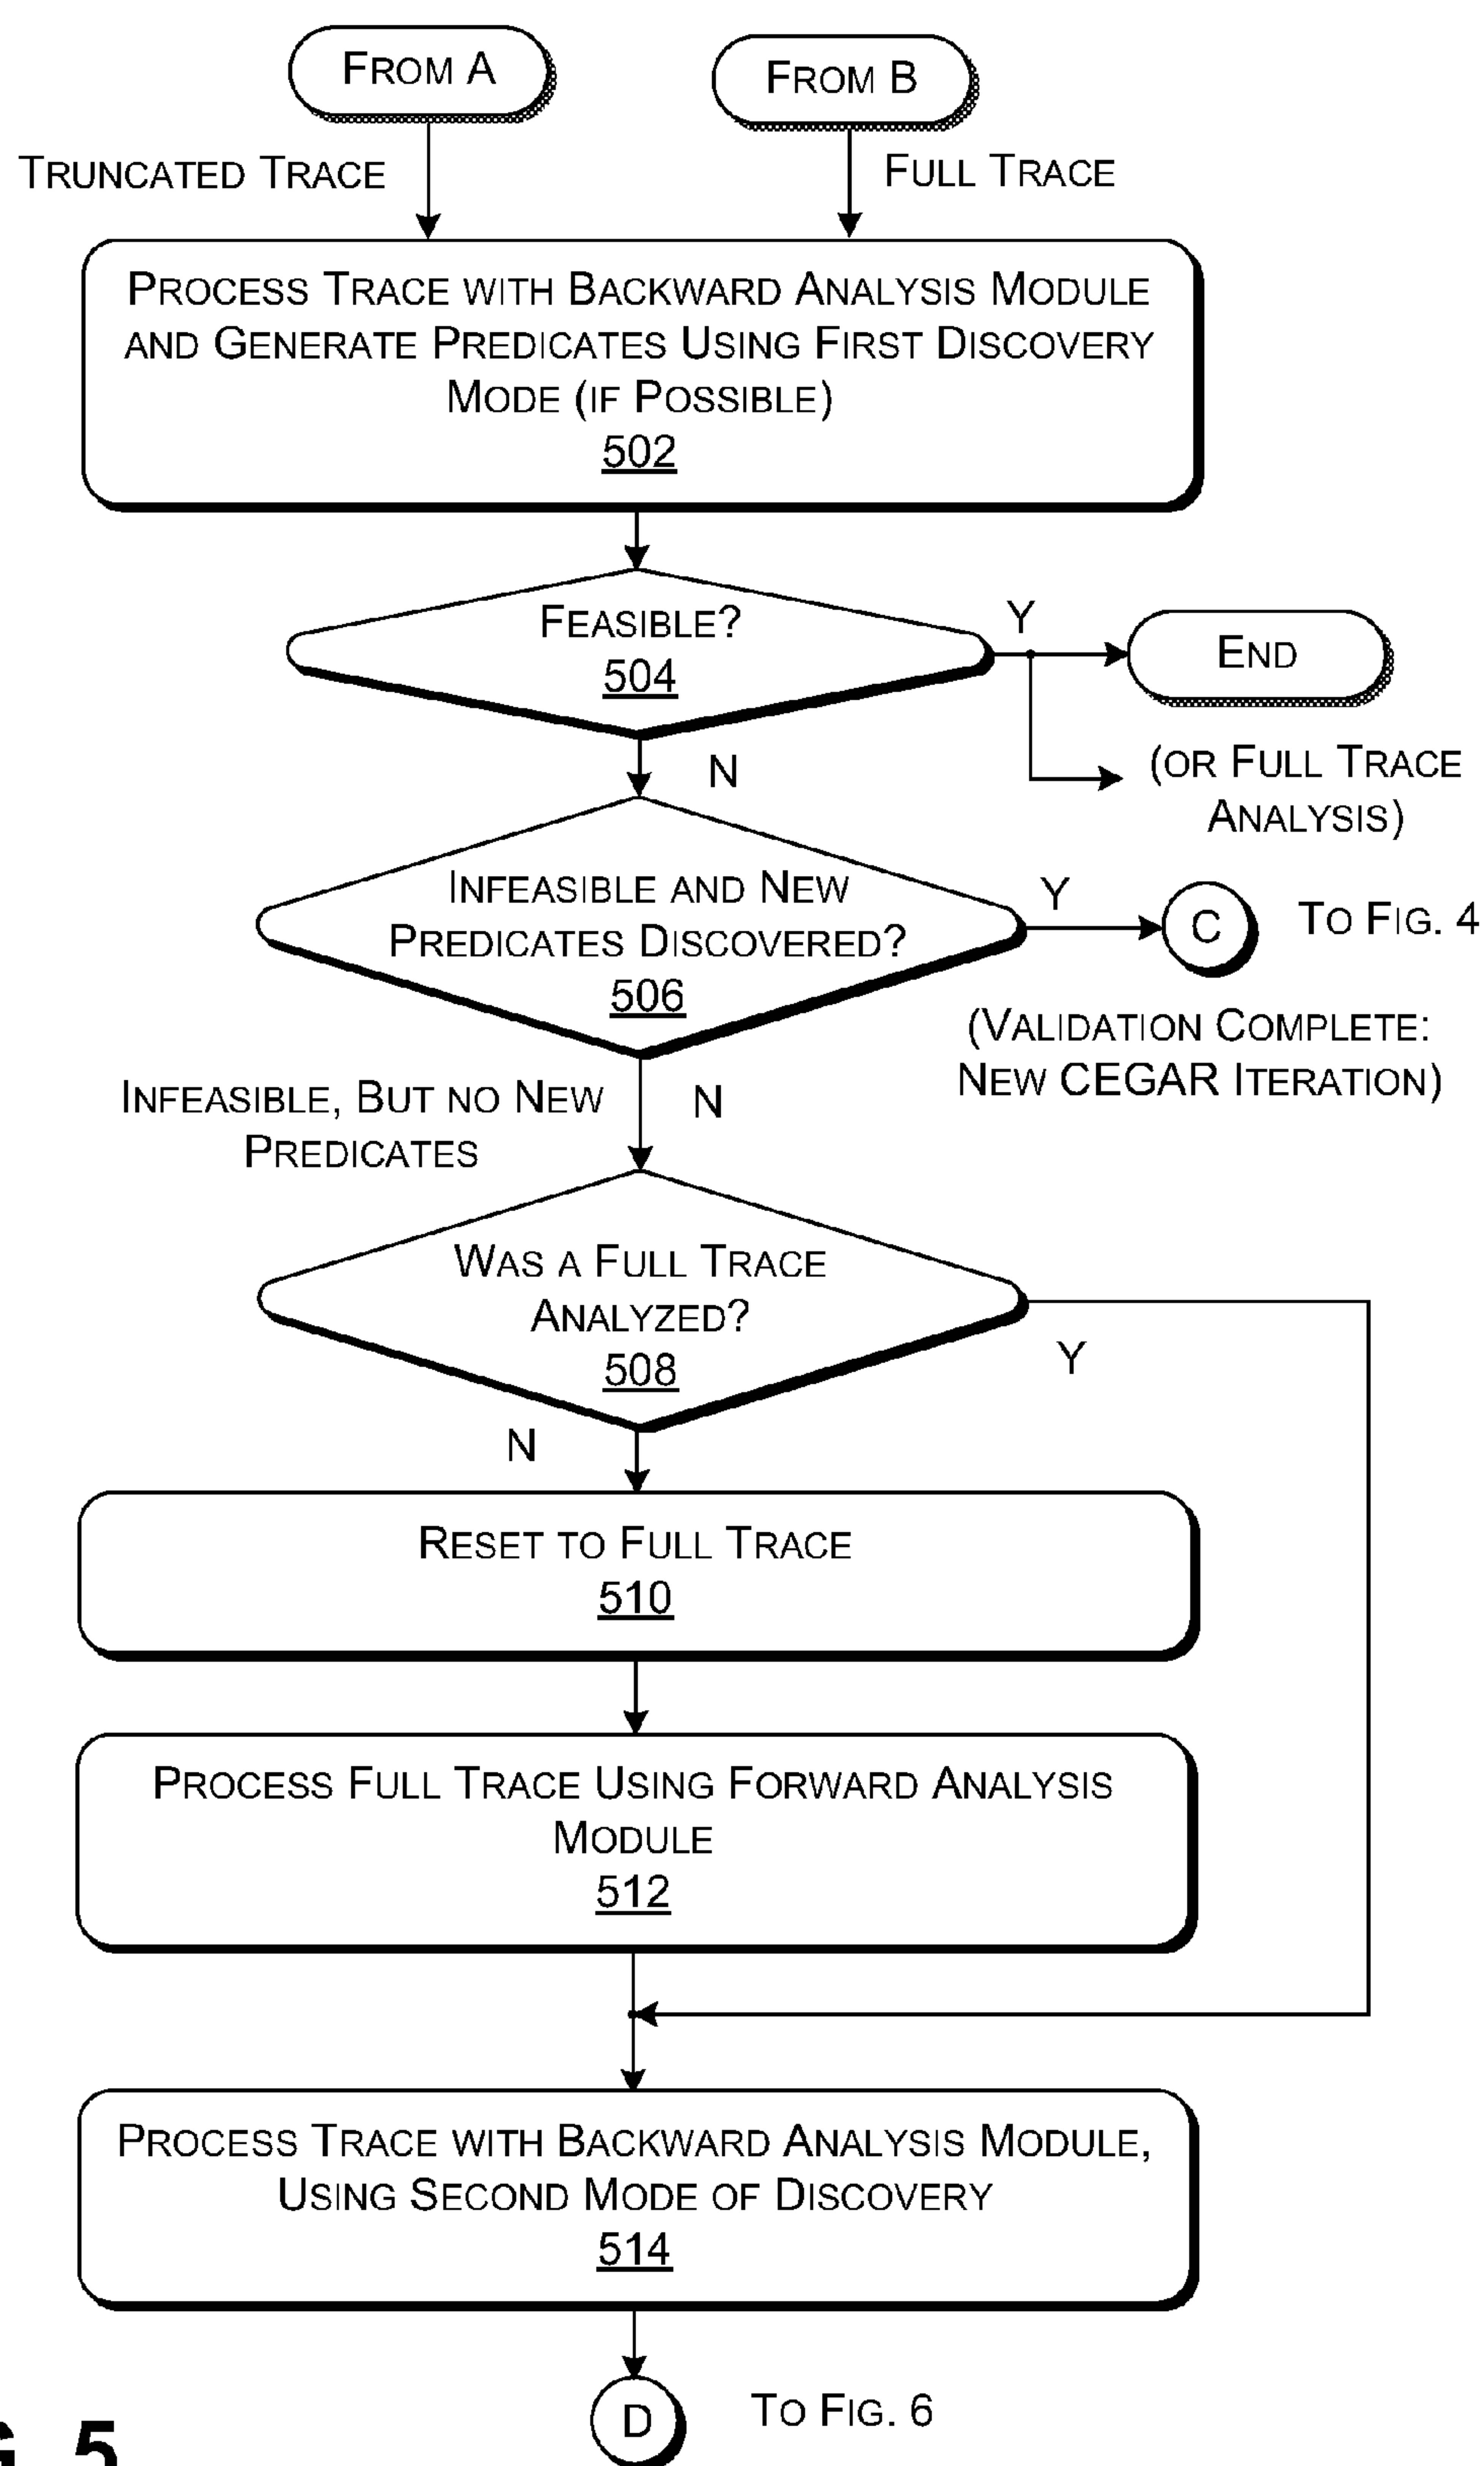 FROM A
FROM B
TRUNCATED TRACE
FULL TRACE
PROCESS TRACE WITH BACKWARD ANALYSIS MODULE
AND GENERATE PREDICATES USING FIRST DISCOVERY
MODE (IF POSSIBLE)
502
FEASIBLE?
504
Y
END
(OR FULL TRACE
ANALYSIS)
N
INFEASIBLE AND NEW
PREDICATES DISCOVERED?
506
Y
C
TO FIG. 4
(VALIDATION COMPLETE:
NEW CEGAR ITERATION)
INFEASIBLE, BUT NO NEW
PREDICATES
N
WAS A FULL TRACE
ANALYZED?
508
Y
N
RESET TO FULL TRACE
510
PROCESS FULL TRACE USING FORWARD ANALYSIS
MODULE
512
PROCESS TRACE WITH BACKWARD ANALYSIS MODULE,
USING SECOND MODE OF DISCOVERY
514
D
TO FIG. 6
5